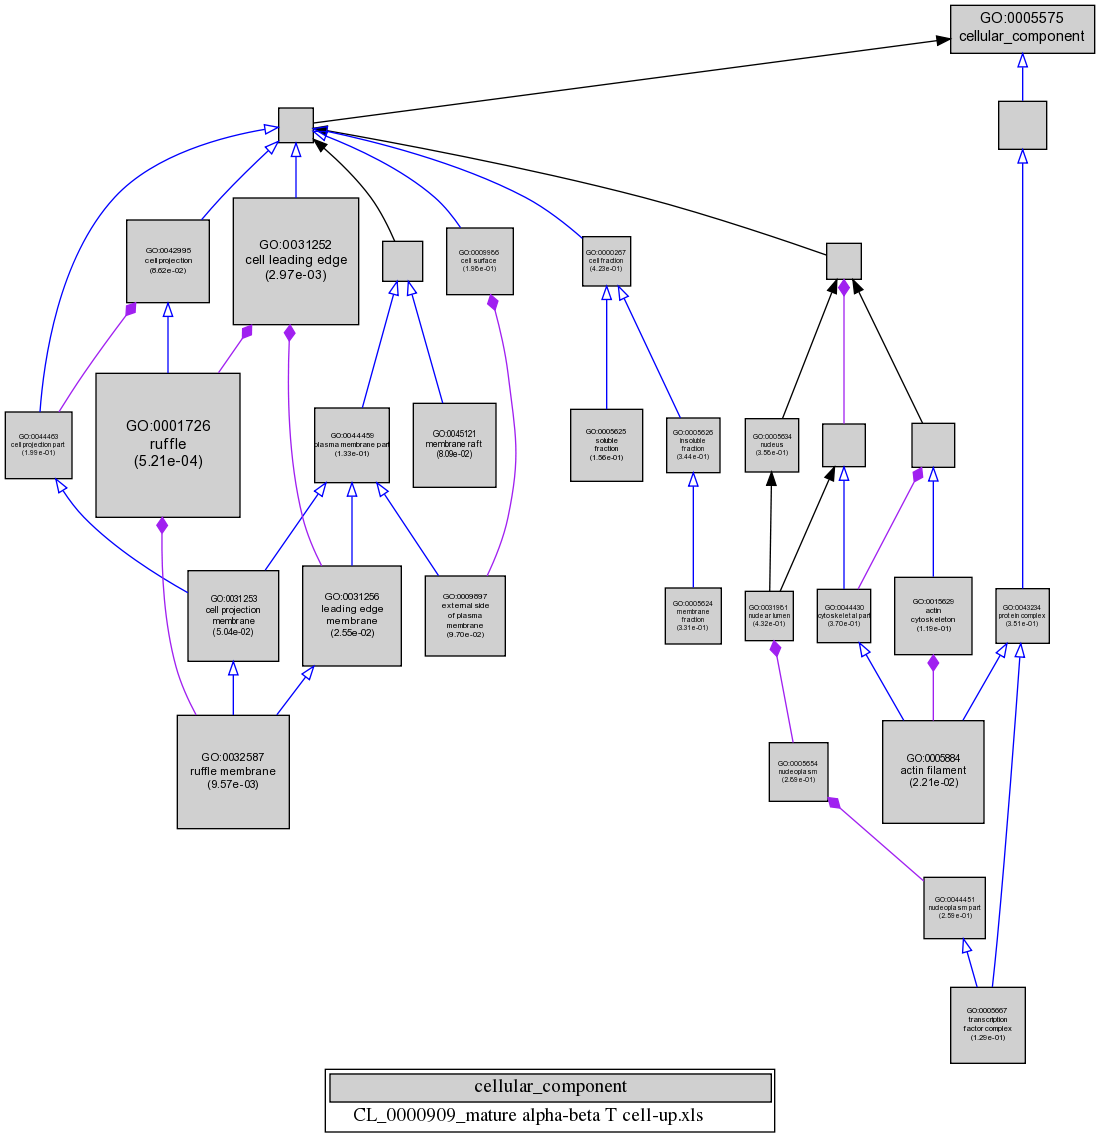 GO:0005575
cellular_component
GO:0031252
cell leading edge
(2.97e-03)
GO:0042995
cell projection
(8.62e-02)
GO:0009986
cell surface
(1.98e-01)
GO:0000267
cell fraction
(4.23e-01)
GO:0001726
ruffle
(5.21e-04)
GO:0044463
cell projection part
(1.99e-01)
GO:0044459
plasma membrane part
(1.33e-01)
GO:0045121
membrane raft
(8.09e-02)
GO:0005625
soluble
fraction
(1.56e-01)
GO:0005626
insoluble
fraction
(3.44e-01)
GO:0005634
nucleus
(3.56e-01)
GO:0031253
cell projection
membrane
(5.04e-02)
GO:0031256
leading edge
membrane
(2.55e-02)
GO:0009897
external side
of plasma
membrane
(9.70e-02)
GO:0005624
membrane
fraction
(3.31e-01)
GO:0031981
nuclear lumen
(4.32e-01)
GO:0044430
cytoskeletal part
(3.70e-01)
GO:0015629
actin
cytoskeleton
(1.19e-01)
GO:0043234
protein complex
(3.51e-01)
GO:0032587
ruffle membrane
(9.57e-03)
GO:0005654
nucleoplasm
(2.69e-01)
GO:0005884
actin filament
(2.21e-02)
GO:0044451
nucleoplasm part
(2.59e-01)
GO:0005667
transcription
factor complex
(1.29e-01)
cellular_component
CL_0000909_mature alpha-beta T cell-up.xls